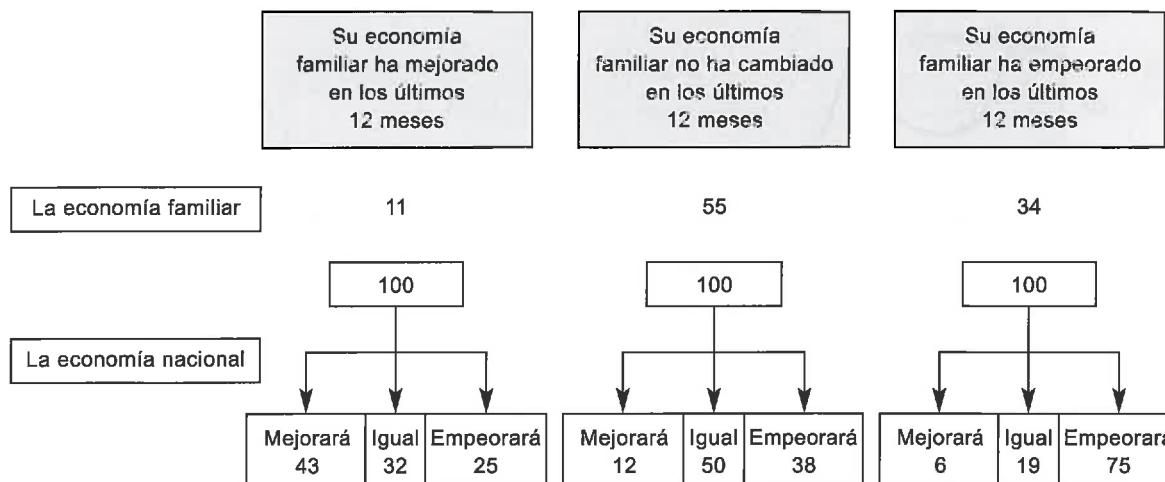 Su economía
familiar ha mejorado
en los últimos
12 meses
Su economía
familiar no ha cambiado
en los últimos
12 meses
Su economía
familiar ha empeorado
en los últimos
12 meses
La economía familiar
11
55
34
100
100
100
La economía nacional
Mejorará Igual Empeorará
43 32 25
Mejorará Igual Empeorará
12 50 38
Mejorará Igual Empeorará
6 19 75